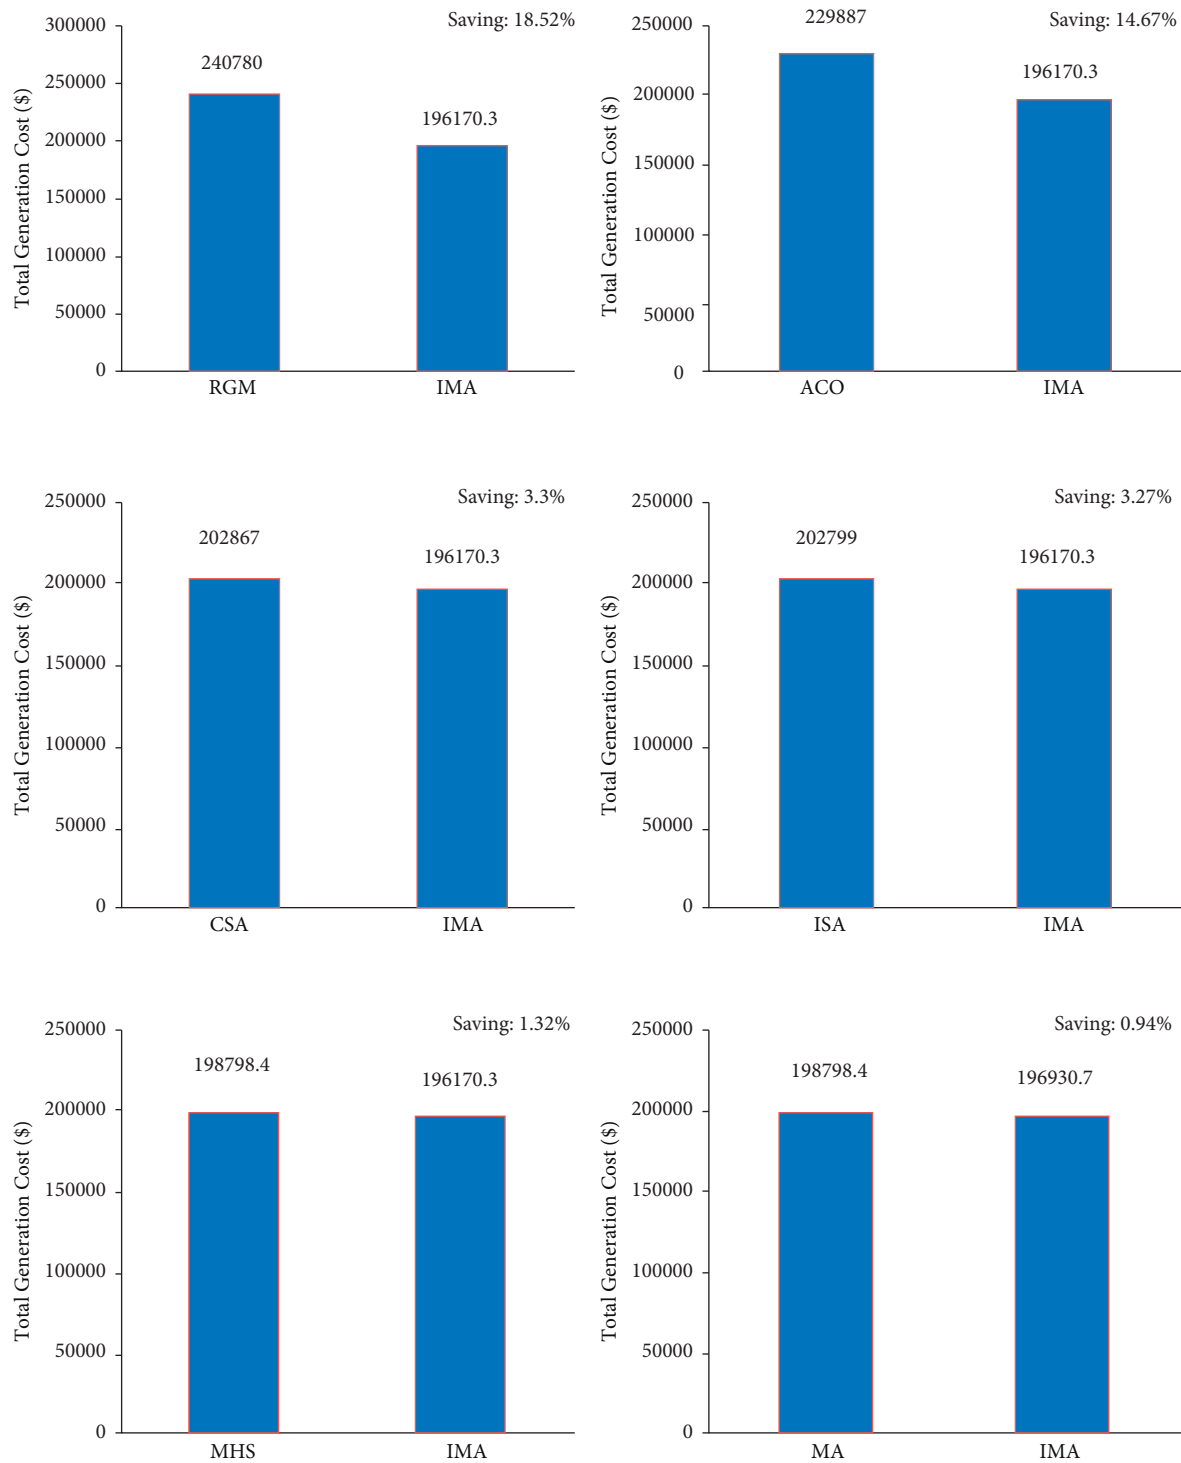 Saving: 18.52%
Total Generation Cost ($)
300000
250000
200000
150000
100000
50000
0
240780
196170.3
RGM
IMA
Saving: 14.67%
Total Generation Cost ($)
250000
200000
150000
100000
50000
0
229887
196170.3
ACO
IMA
Saving: 3.3%
Total Generation Cost ($)
250000
200000
150000
100000
50000
0
202867
196170.3
CSA
IMA
Saving: 3.27%
Total Generation Cost ($)
250000
200000
150000
100000
50000
0
202799
196170.3
ISA
IMA
Saving: 1.32%
Total Generation Cost ($)
250000
200000
150000
100000
50000
0
198798.4
196170.3
MHS
IMA
Saving: 0.94%
Total Generation Cost ($)
250000
200000
150000
100000
50000
0
198798.4
196930.7
MA
IMA